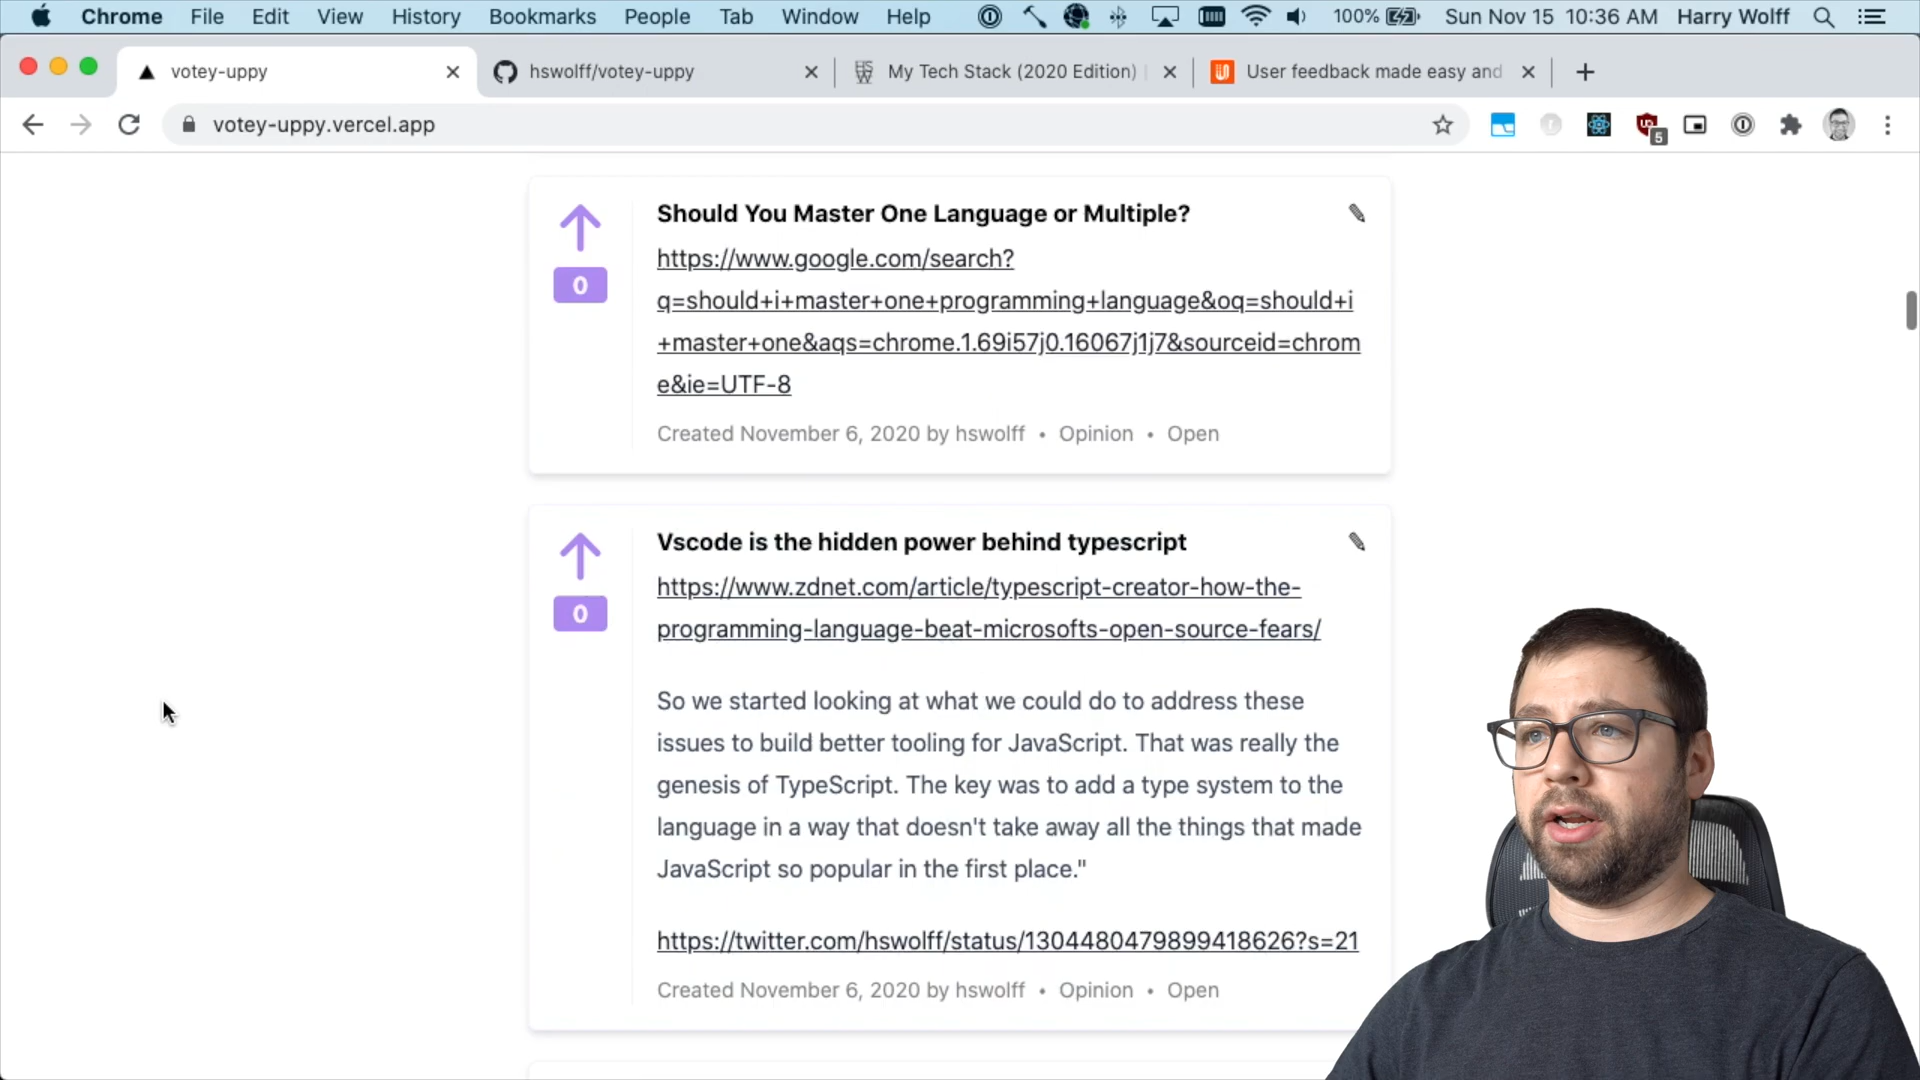 Chrome File Edit View History Bookmarks People Tab Window Help 100% Sun Nov 15 10:36 AM Harry Wolff
votey-uppy hswolff/votey-uppy My Tech Stack (2020 Edition) | User feedback made easy and
votey-uppy.vercel.app 5
Should You Master One Language or Multiple?
https://www.google.com/search?
q=should+i+master+one+programming+language&oq=should+i
0
+master+one&aqs=chrome.1.69i57j0.16067j1j7&sourceid=chrom
e&ie=UTF-8
Created November 6, 2020 by hswolff • Opinion • Open
Vscode is the hidden power behind typescript
https://www.zdnet.com/article/typescript-creator-how-the-
0
programming-language-beat-microsofts-open-source-fears/
So we started looking at what we could do to address these
issues to build better tooling for JavaScript. That was really the
genesis of TypeScript. The key was to add a type system to the
language in a way that doesn't take away all the things that made
JavaScript so popular in the first place."
https://twitter.com/hswolff/status/1304480479899418626?s=21
Created November 6, 2020 by hswolff • Opinion • Open